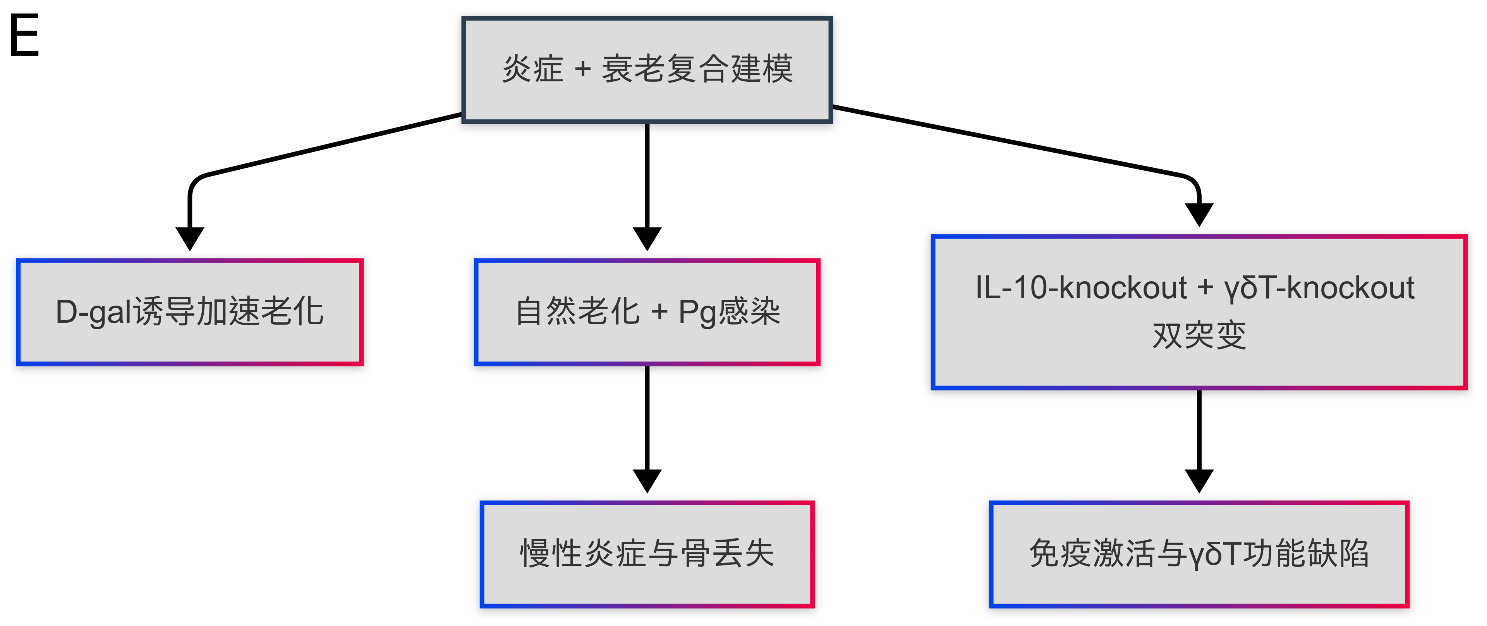 E
炎症 + 衰老复合建模
D-gal诱导加速老化
自然老化 + Pg感染
IL-10-knockout + γδT-knockout
双突变
慢性炎症与骨丢失
免疫激活与γδT功能缺陷